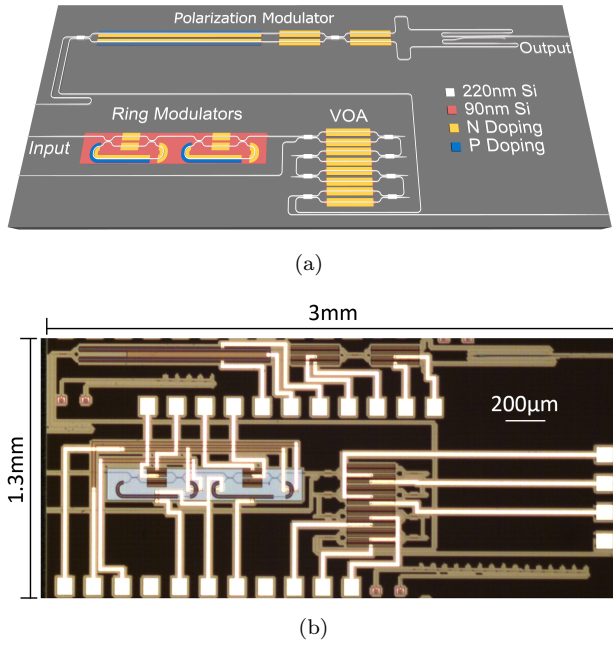 Polarization Modulator
Output
220nm Si
90nm Si
N Doping
P Doping
Ring Modulators
VOA
Input
(a)
3mm
1.3mm
200μm
(b)